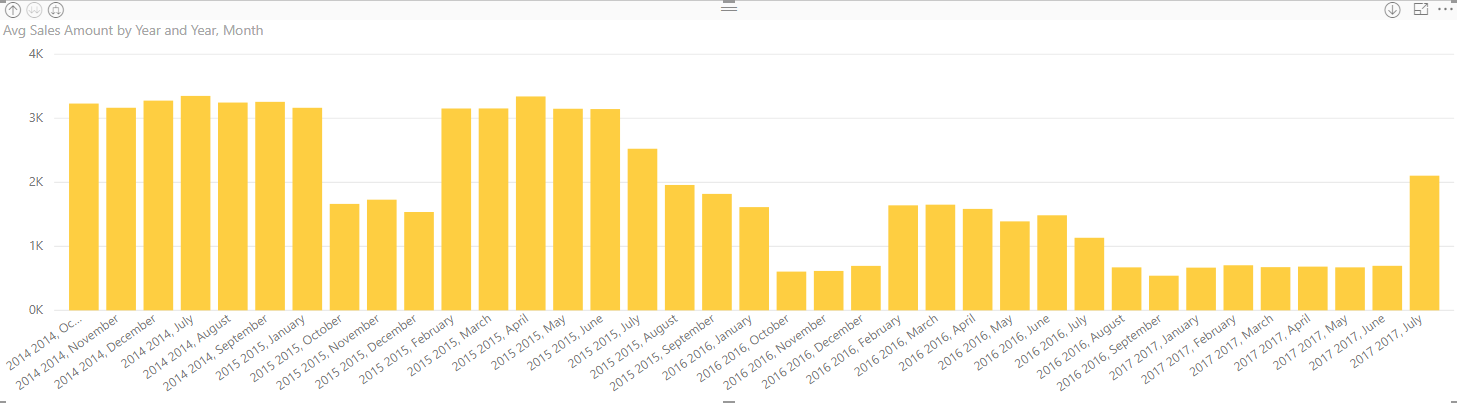 Avg Sales Amount by Year and Year, Month
4K
3K
2K
1K
0K
2014 2014, Oc...
2014 2014, November
2014 2014, December
2014 2014, July
2014 2014, August
2014 2014, September
2015 2015, January
2015 2015, October
2015 2015, November
2015 2015, December
2015 2015, February
2015 2015, March
2015 2015, April
2015 2015, May
2015 2015, June
2015 2015, July
2015 2015, August
2015 2015, September
2016 2016, January
2016 2016, October
2016 2016, November
2016 2016, December
2016 2016, February
2016 2016, March
2016 2016, April
2016 2016, May
2016 2016, June
2016 2016, July
2016 2016, August
2016 2016, September
2017 2017, January
2017 2017, February
2017 2017, March
2017 2017, April
2017 2017, May
2017 2017, June
2017 2017, July